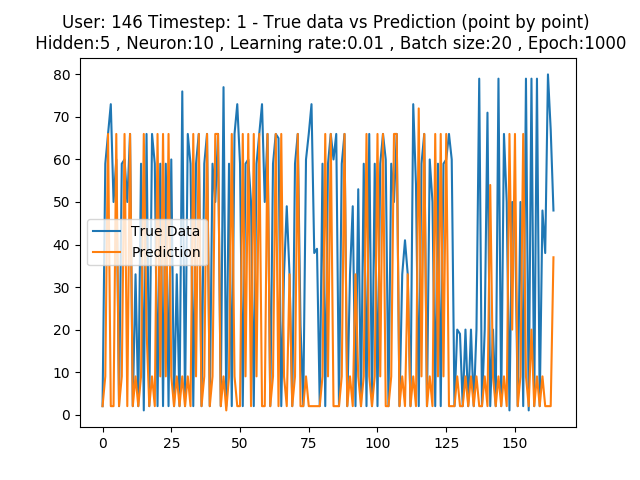 User: 146 Timestep: 1 - True data vs Prediction (point by point)
Hidden:5 , Neuron:10 , Learning rate:0.01 , Batch size:20 , Epoch:1000
80
70
60
50
40
30
20
10
0
True Data
Prediction
0 25 50 75 100 125 150